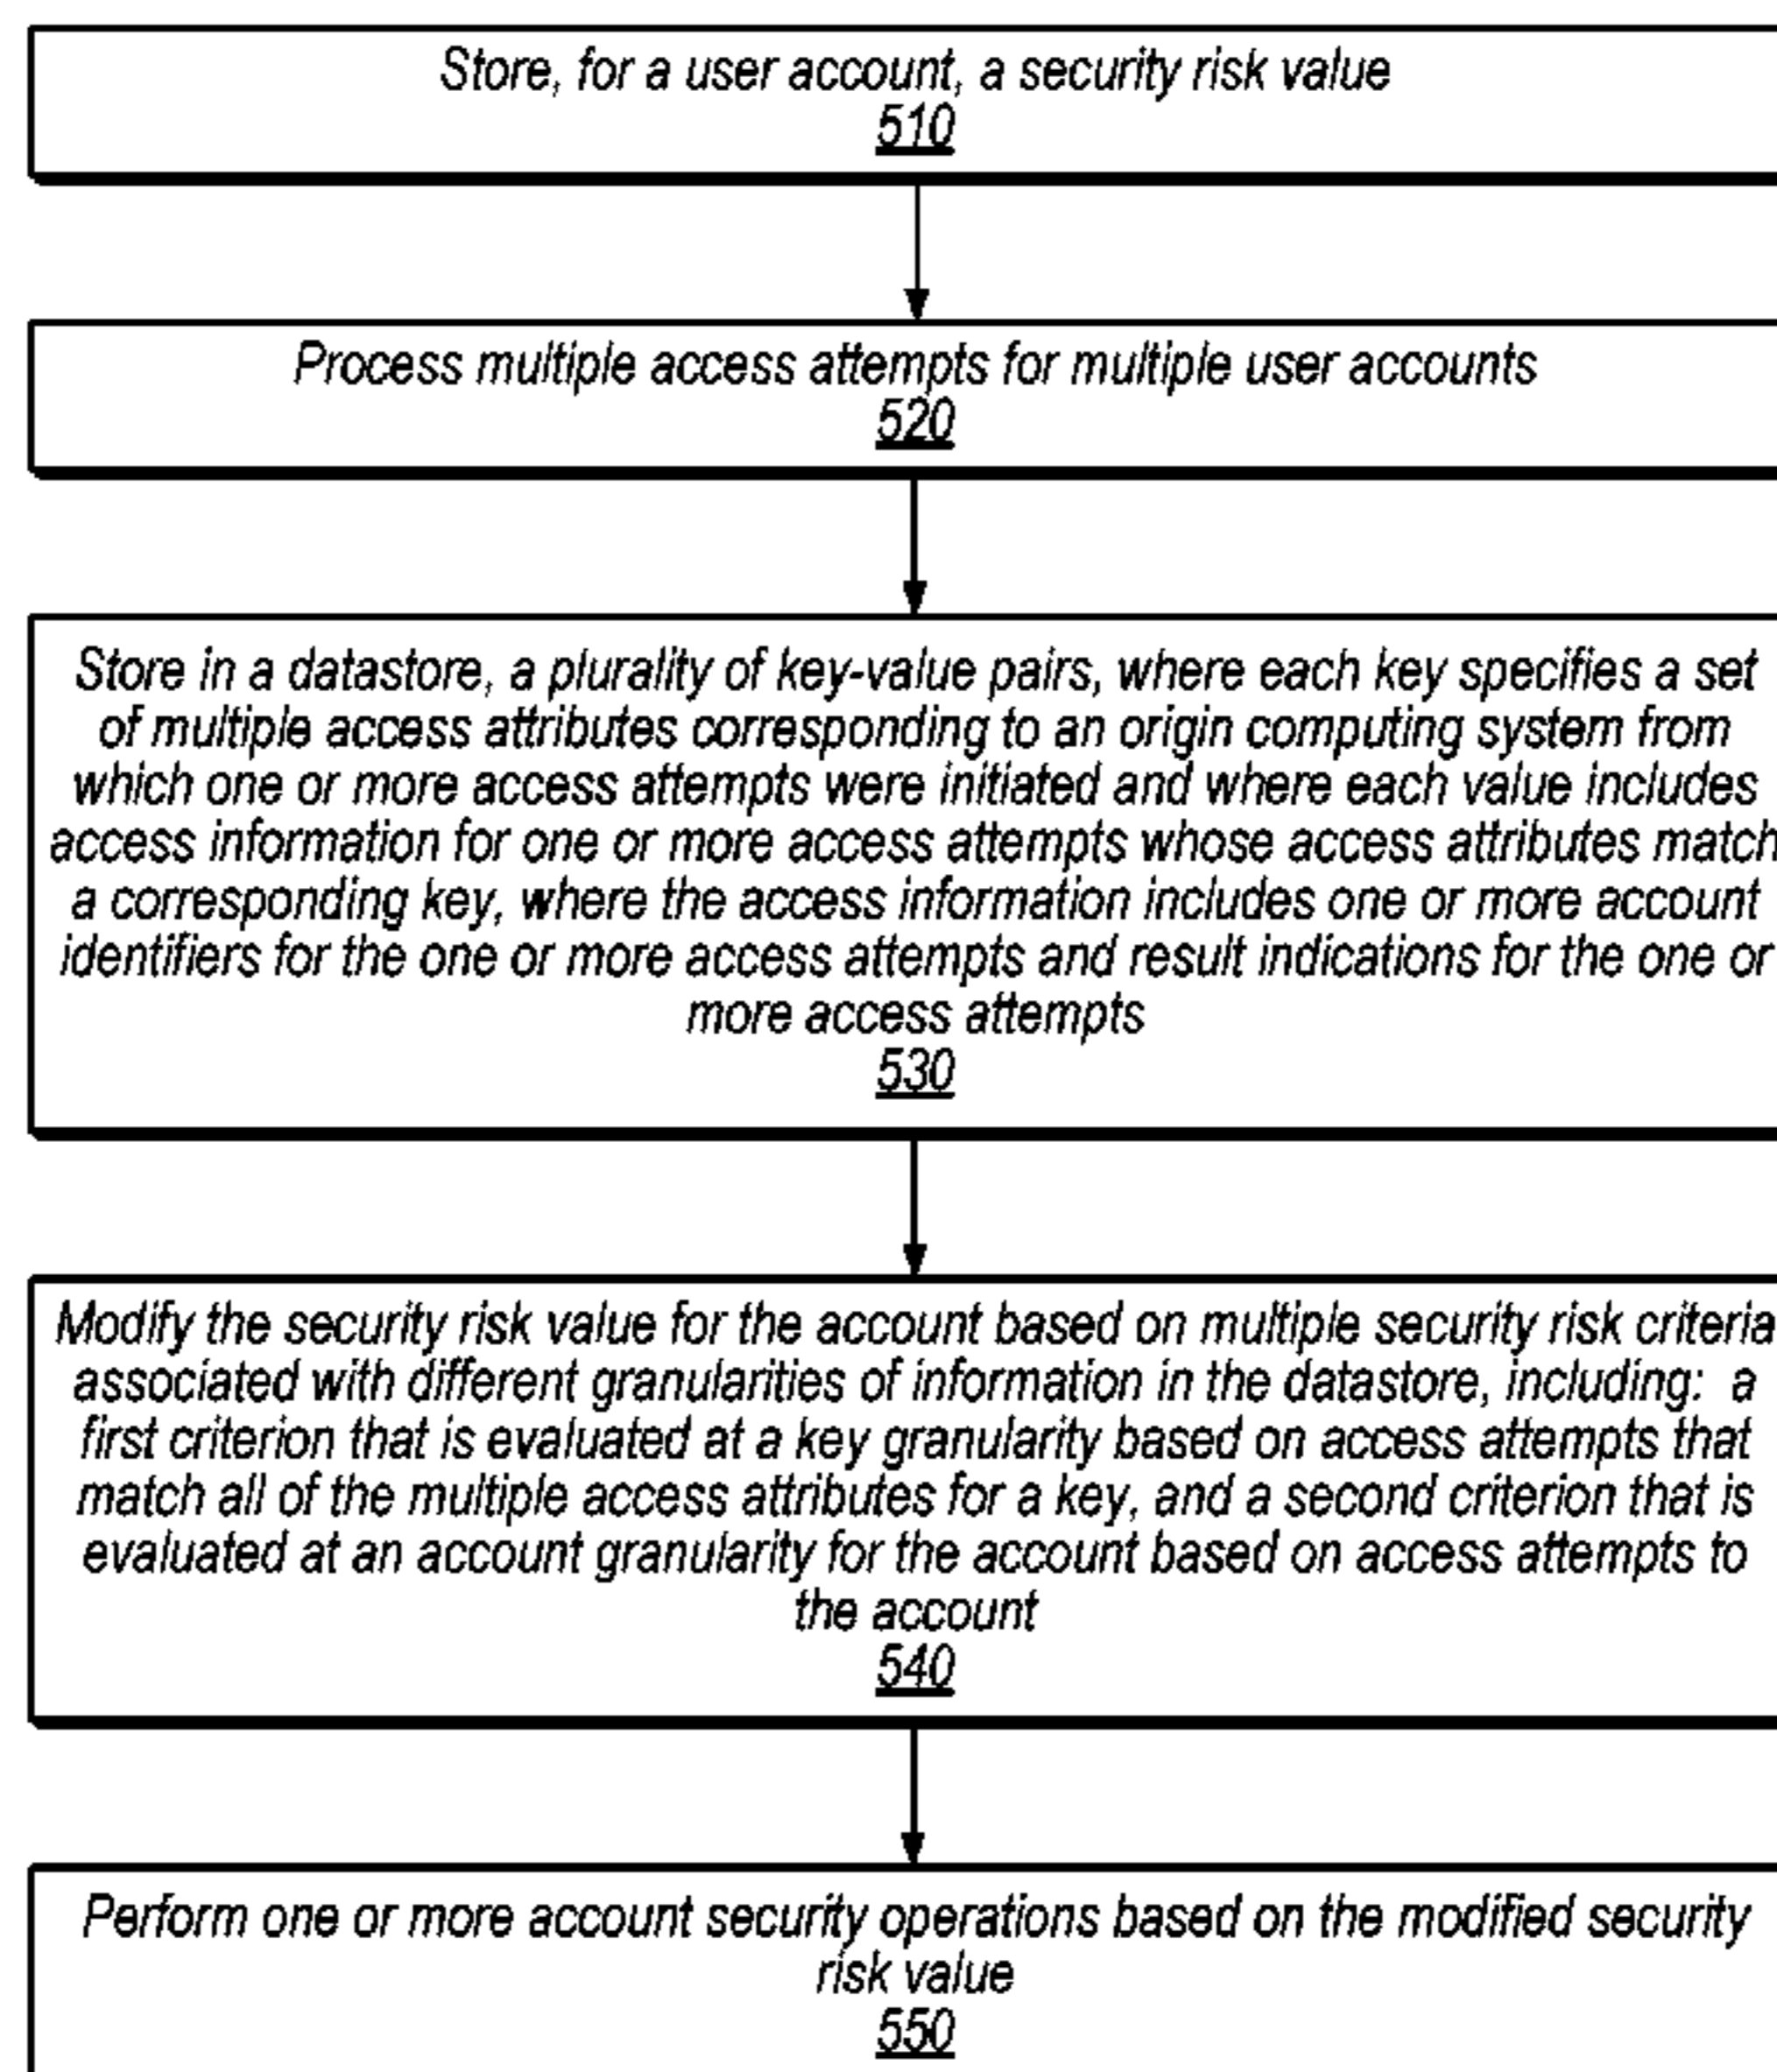 Store, for a user account, a security risk value
510
Process multiple access attempts for multiple user accounts
520
Store in a datastore, a plurality of key-value pairs, where each key specifies a set
of multiple access attributes corresponding to an origin computing system from
which one or more access attempts were initiated and where each value includes
access information for one or more access attempts whose access attributes match
a corresponding key, where the access information includes one or more account
identifiers for the one or more access attempts and result indications for the one or
more access attempts
530
Modify the security risk value for the account based on multiple security risk criteria
associated with different granularities of information in the datastore, including: a
first criterion that is evaluated at a key granularity based on access attempts that
match all of the multiple access attributes for a key, and a second criterion that is
evaluated at an account granularity for the account based on access attempts to
the account
540
Perform one or more account security operations based on the modified security
risk value
550